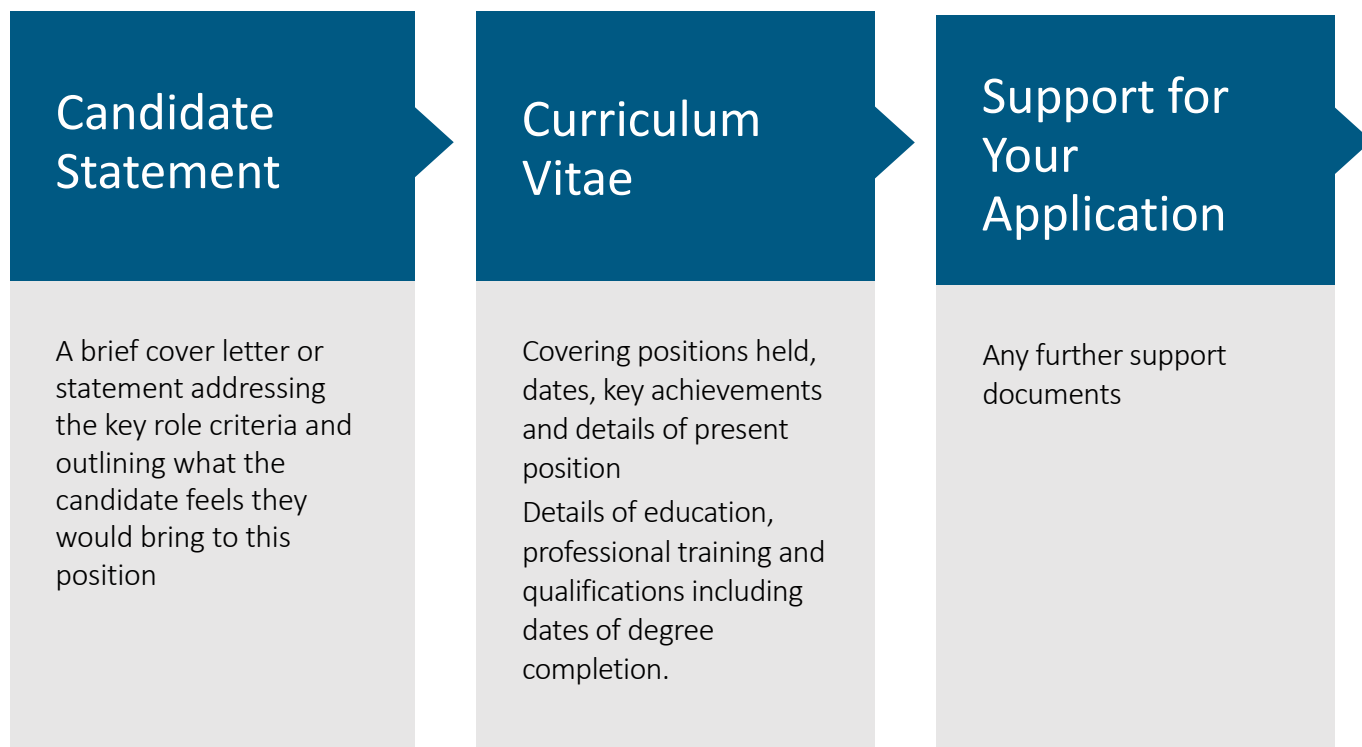 Candidate
Statement
A brief cover letter or
statement addressing
the key role criteria and
outlining what the
candidate feels they
would bring to this
position
Curriculum
Vitae
Covering positions held,
dates, key achievements
and details of present
position
Details of education,
professional training and
qualifications including
dates of degree
completion.
Support for
Your
Application
Any further support
documents